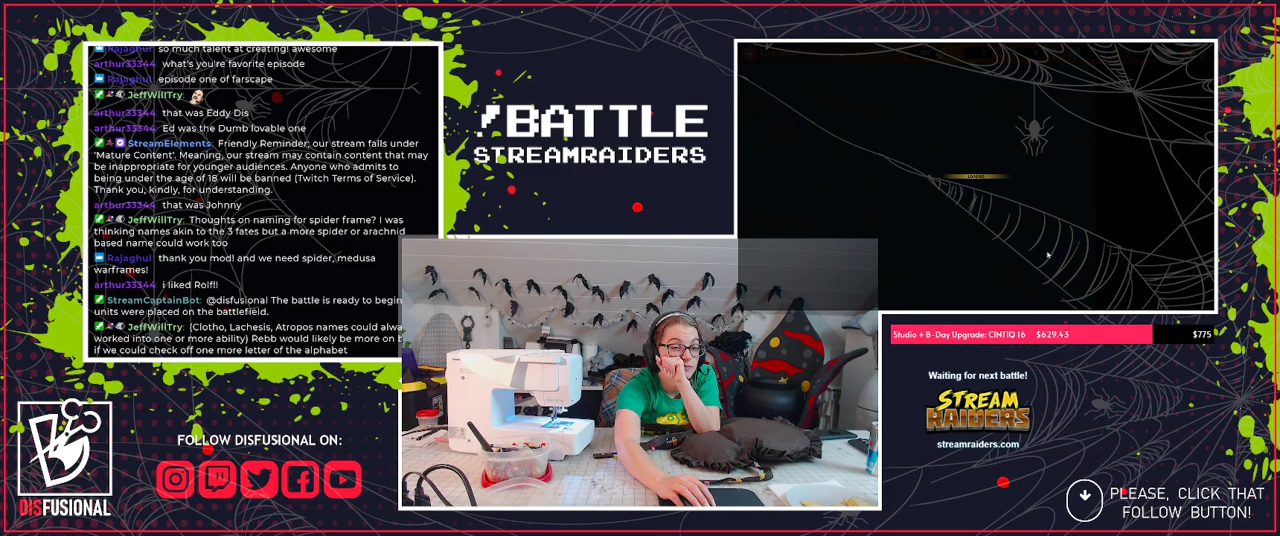 Rajaghul: so much talent at creating! awesome
arthur33344: what's you're favorite episode
Rajaghul: episode one of farscape
JeffWillTry:
arthur33344: that was Eddy Dis
arthur33344: Ed was the Dumb lovable one
StreamElements: Friendly Reminder; our stream falls under
'Mature Content'. Meaning, our stream may contain content that may
be inappropriate for younger audiences. Anyone who admits to
being under the age of 18 will be banned (Twitch Terms of Service).
Thank you, kindly, for understanding.
arthur33344: that was Johnny
JeffWillTry: Thoughts on naming for spider frame? I was
thinking names akin to the 3 fates but a more spider or arachnid
based name could work too
Rajaghul: thank you mod! and we need spider, medusa
warframes!
arthur33344: i liked Rolf!!
StreamCaptainBot: @disfusional The battle is ready to begin
units were placed on the battlefield.
JeffWillTry: (Clotho, Lachesis, Atropos names could alwa
worked into one or more ability) Rebb would likely be more on b
if we could check off one more letter of the alphabet
!BATTLE
STREAMRAIDERS
Studio + B-Day Upgrade: CINTIQ 16 $629.43 $775
Waiting for next battle!
STREAM
RAIDERS
streamraiders.com
DISFUSIONAL
FOLLOW DISFUSIONAL ON:
PLEASE, CLICK THAT
FOLLOW BUTTON!